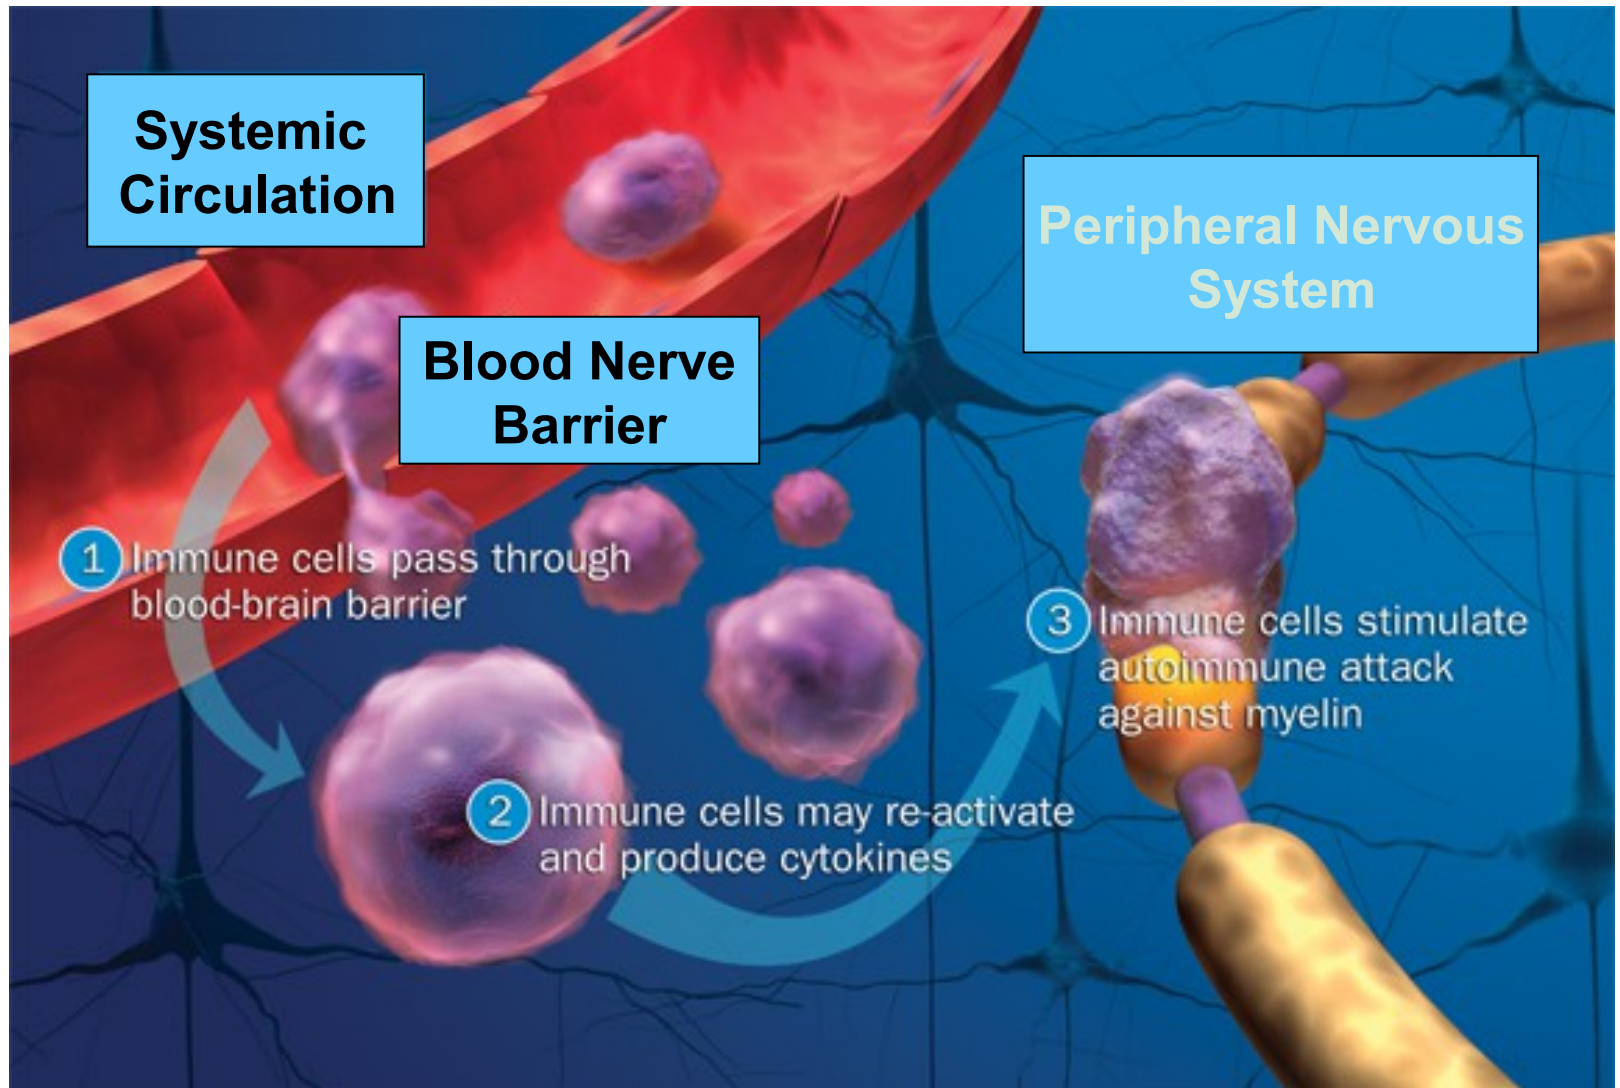 Systemic
Circulation
Peripheral Nervous
System
Blood Nerve
Barrier
1 Immune cells pass through
blood-brain barrier
2 Immune cells may re-activate
and produce cytokines
3 Immune cells stimulate
autoimmune attack
against myelin